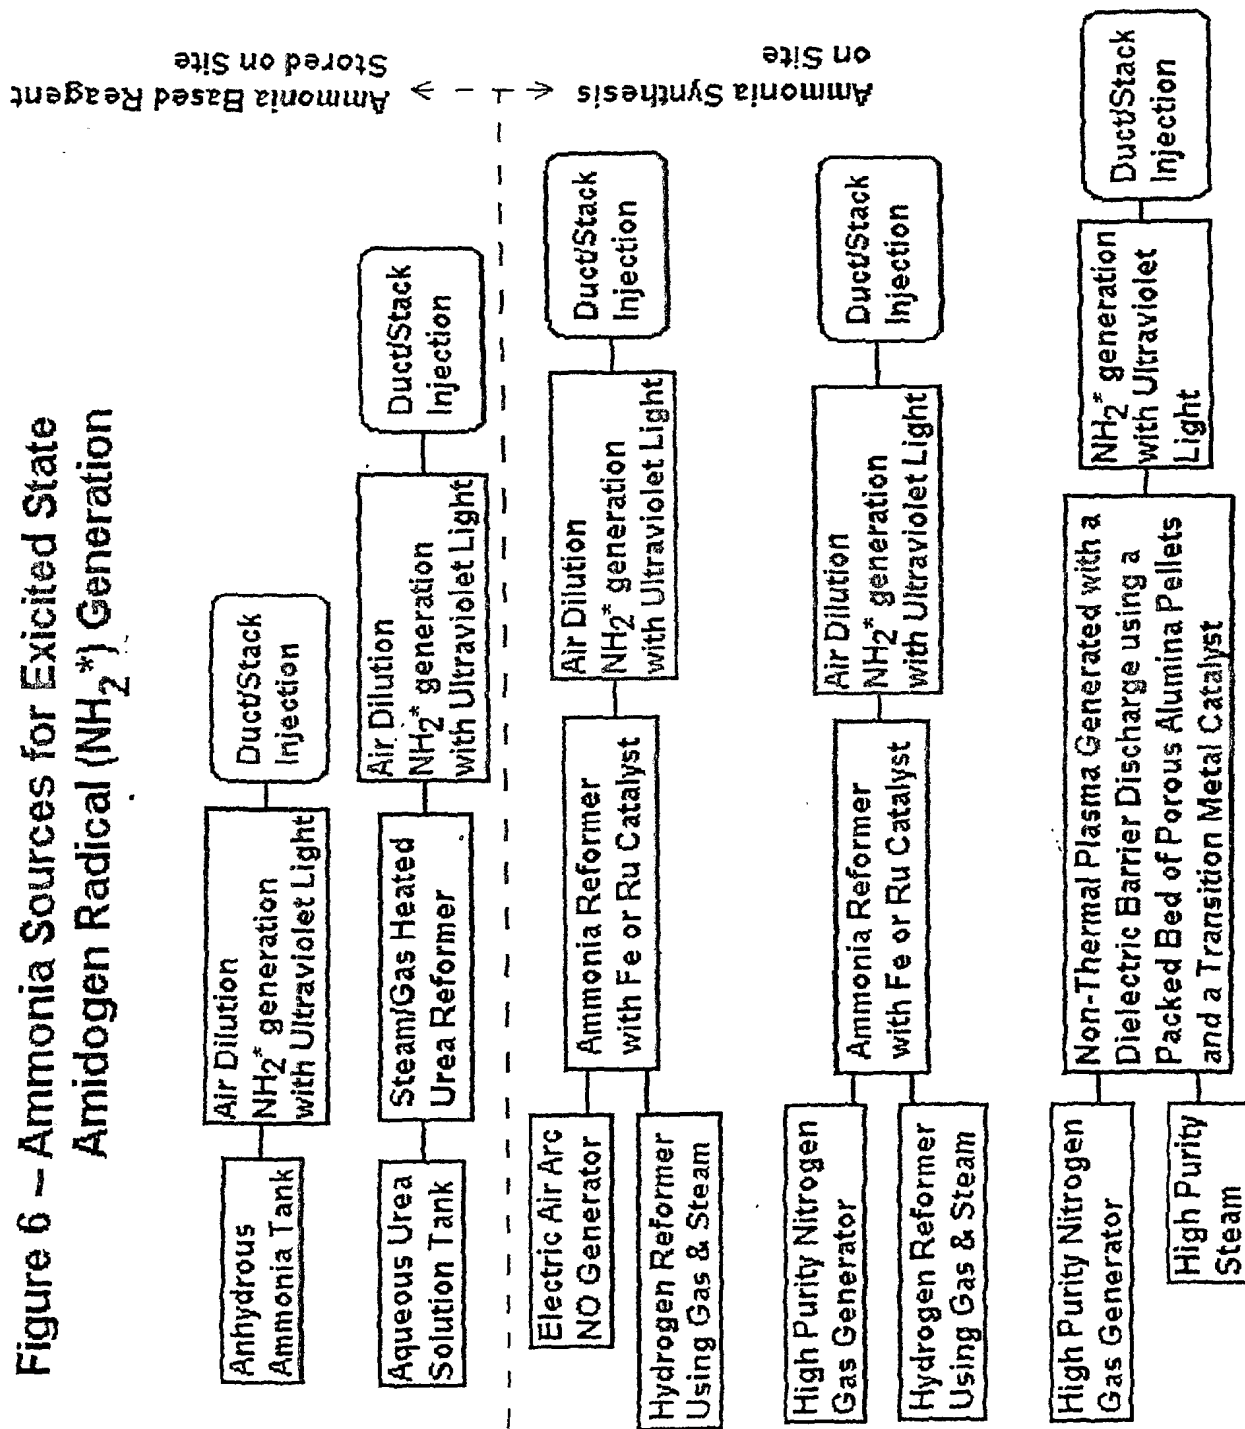 Figure 6 – Ammonia Sources for Exicited State
Amidogen Radical (NH2*) Generation
Anhydrous
Ammonia Tank
Air Dilution
NH2* generation
with Ultraviolet Light
Duct/Stack
Injection
Aqueous Urea
Solution Tank
Steam/Gas Heated
Urea Reformer
Air Dilution
NH2* generation
with Ultraviolet Light
Duct/Stack
Injection
Ammonia Based Reagent
Stored on Site
Ammonia Synthesis
on Site
Electric Air Arc
NO Generator
Hydrogen Reformer
Using Gas & Steam
Ammonia Reformer
with Fe or Ru Catalyst
Air Dilution
NH2* generation
with Ultraviolet Light
Duct/Stack
Injection
High Purity Nitrogen
Gas Generator
Hydrogen Reformer
Using Gas & Steam
Ammonia Reformer
with Fe or Ru Catalyst
Air Dilution
NH2* generation
with Ultraviolet Light
Duct/Stack
Injection
High Purity Nitrogen
Gas Generator
High Purity
Steam
Non-Thermal Plasma Generated with a
Dielectric Barrier Discharge using a
Packed Bed of Porous Alumina Pellets
and a Transition Metal Catalyst
NH2* generation
with Ultraviolet
Light
Duct/Stack
Injection